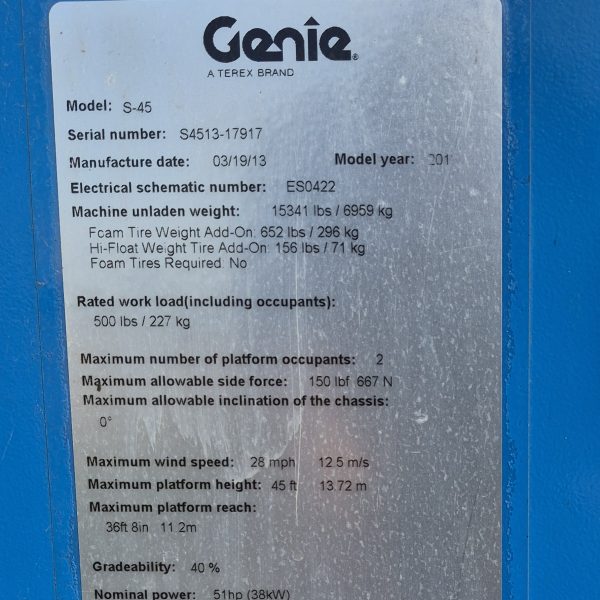 Genie
A TEREX BRAND
Model: S-45
Serial number: S4513-17917
Manufacture date: 03/19/13 Model year:
Electrical schematic number: ES0422
Machine unladen weight: 15341 lbs / 6959 kg
Foam Tire Weight Add-On: 652 lbs / 296 kg
Hi-Float Weight Tire Add-On: 156 lbs / 71 kg
Foam Tires Required: No
Rated work load(including occupants):
500 lbs / 227 kg
Maximum number of platform occupants: 2
Maximum allowable side force: 150 lbf 667 N
Maximum allowable inclination of the chassis:
0°
Maximum wind speed: 28 mph 12.5 m/s
Maximum platform height: 45 ft 13.72 m
Maximum platform reach:
36ft 8in 11.2m
Gradeability: 40 %
Nominal power: 51hp (38kW)